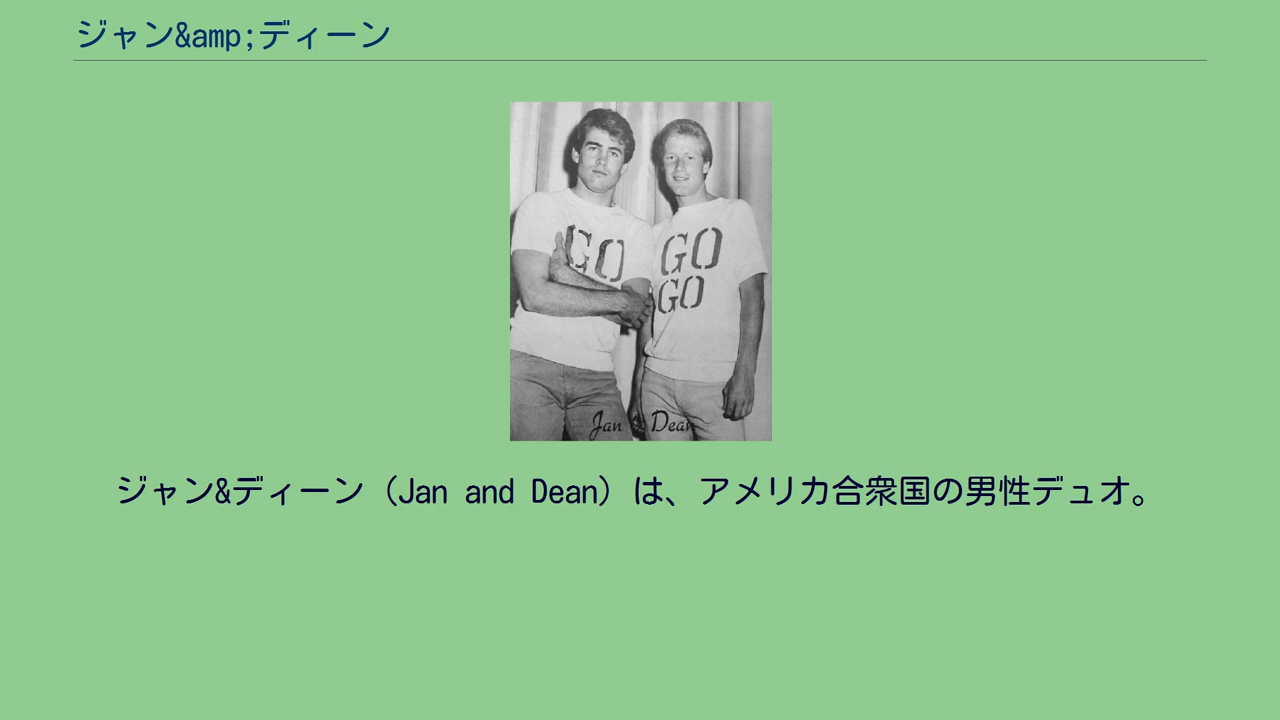 ジャン&amp;ディーン
GO
GO
GO
Jan & Dean
ジャン&ディーン（Jan and Dean）は、アメリカ合衆国の男性デュオ。